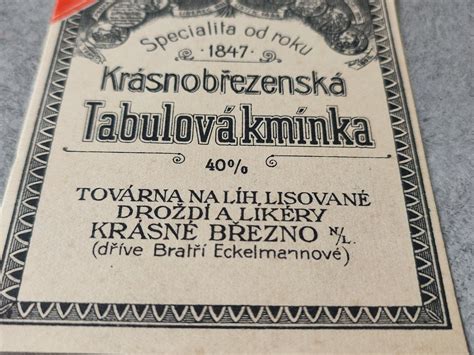 Specialita od roku
· 1847 ·
Krásnobřezenská
Tabulová kmínka
40%
TOVÁRNA NA LÍH, LISOVANÉ
DROŽDÍ A LIKÉRY
KRÁSNÉ BŘEZNO N/L.
(dříve Bratří Eckelmannové)